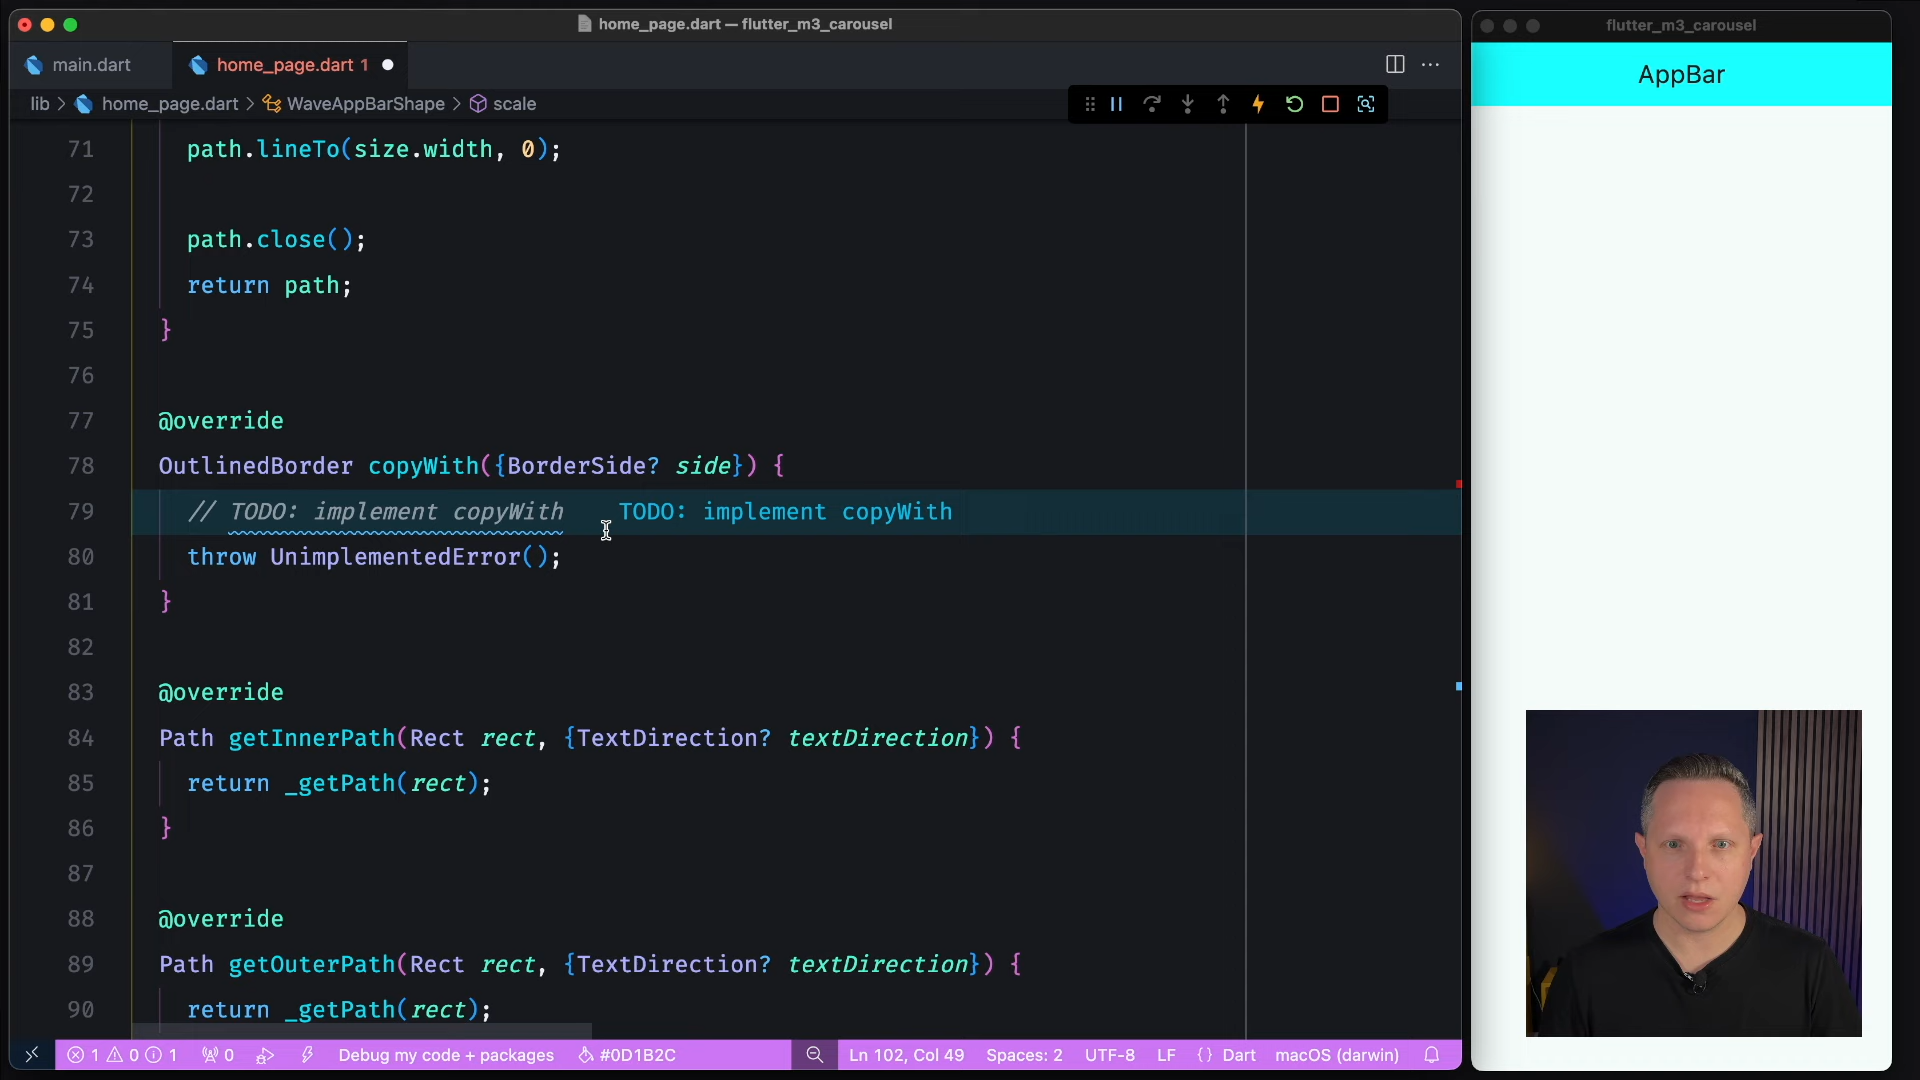 home_page.dart — flutter_m3_carousel
main.dart
home_page.dart 1
lib > home_page.dart > WaveAppBarShape > scale
71 path.lineTo(size.width, 0);
72
73 path.close();
74 return path;
75 }
76
77 @override
78 OutlinedBorder copyWith({BorderSide? side}) {
79 // TODO: implement copyWith TODO: implement copyWith
80 throw UnimplementedError();
81 }
82
83 @override
84 Path getInnerPath(Rect rect, {TextDirection? textDirection}) {
85 return _getPath(rect);
86 }
87
88 @override
89 Path getOuterPath(Rect rect, {TextDirection? textDirection}) {
90 return _getPath(rect);
1 0 1 0 Debug my code + packages #0D1B2C Ln 102, Col 49 Spaces: 2 UTF-8 LF {} Dart macOS (darwin)
flutter_m3_carousel
AppBar